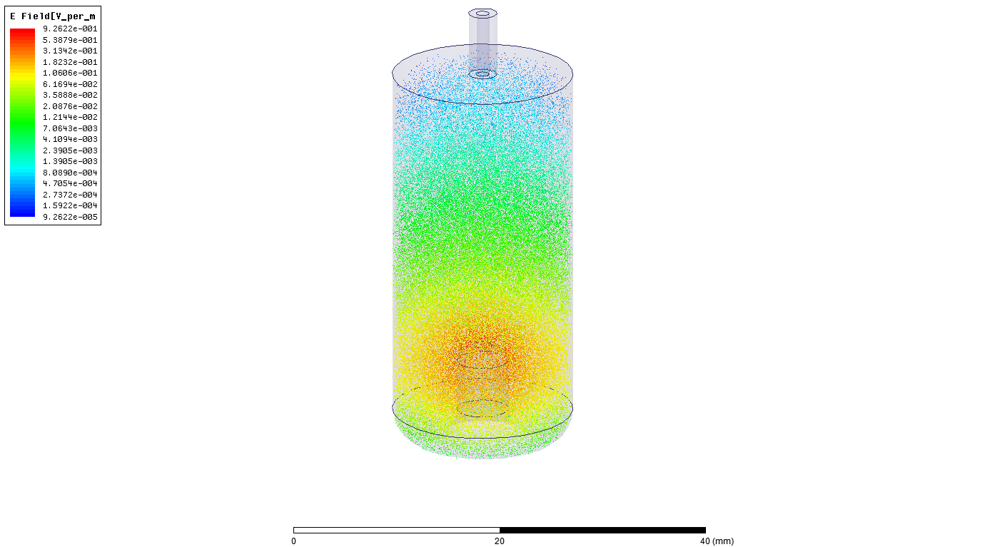 E Field[V_per_m
9.2622e-001
5.3879e-001
3.1342e-001
1.8232e-001
1.0606e-001
6.1694e-002
3.5888e-002
2.0876e-002
1.2144e-002
7.0643e-003
4.1094e-003
2.3905e-003
1.3905e-003
8.0890e-004
4.7054e-004
2.7372e-004
1.5922e-004
9.2622e-005
0 20 40 (mm)